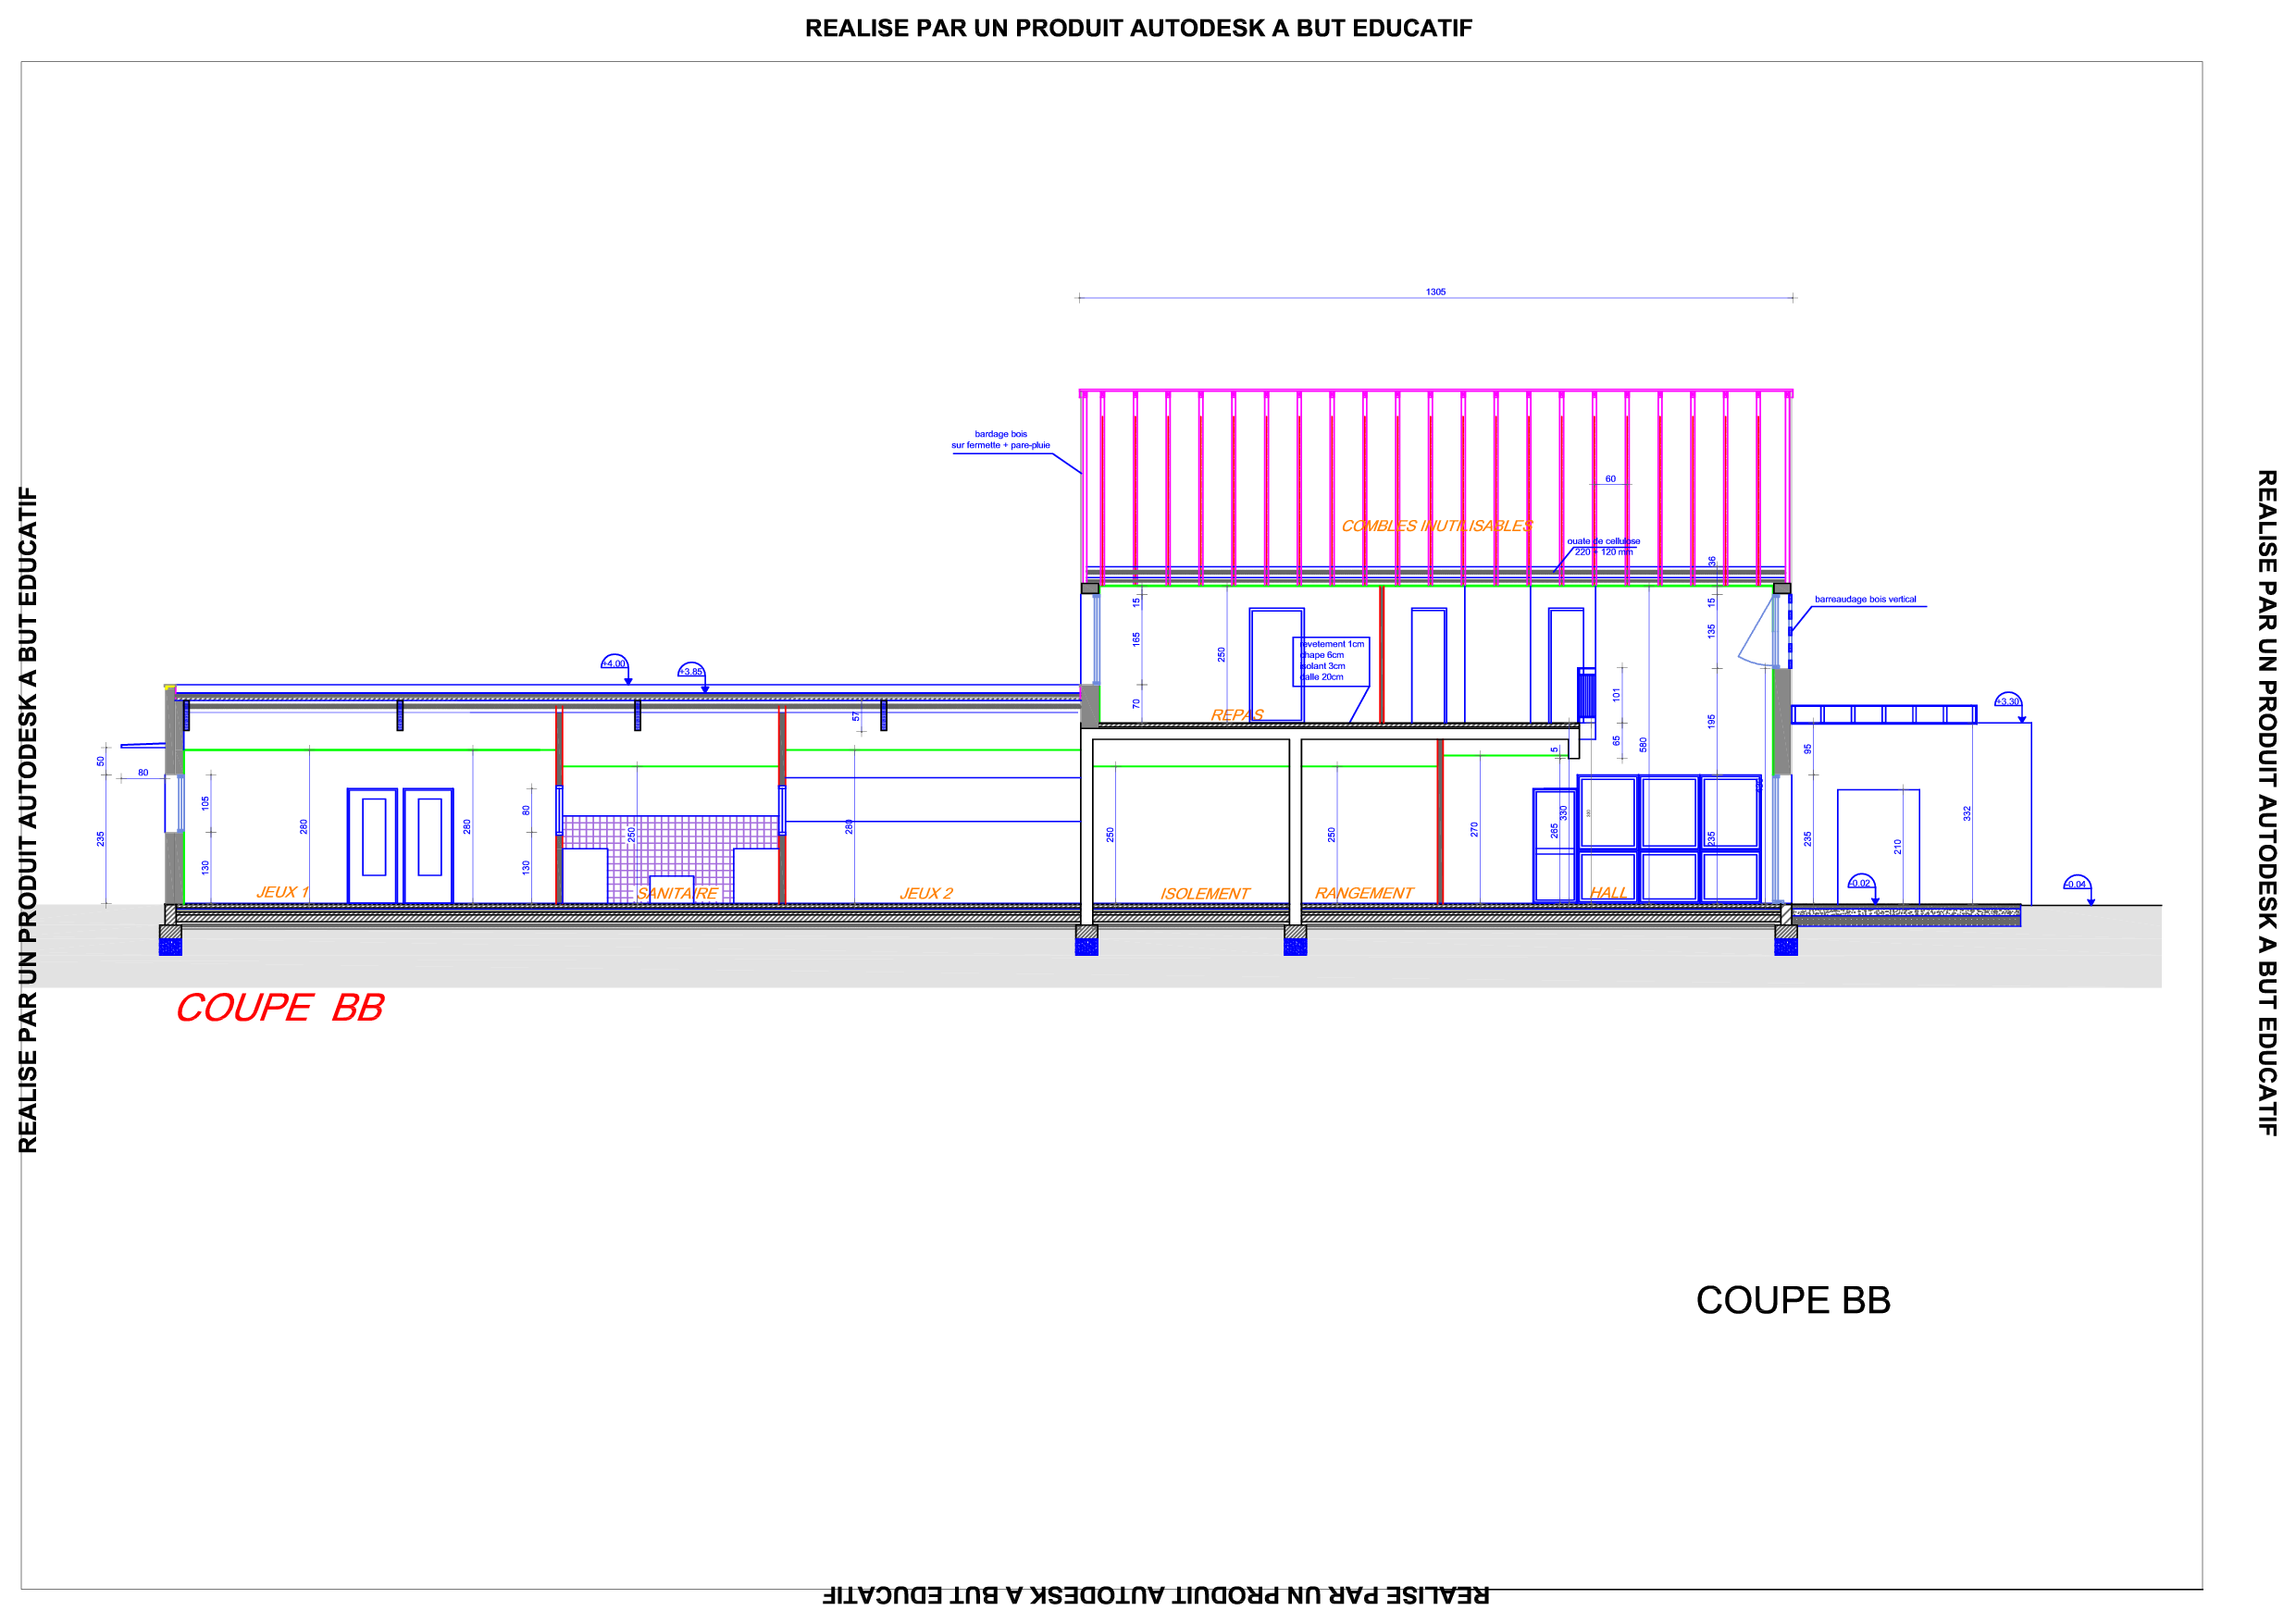 REALISE PAR UN PRODUIT AUTODESK A BUT EDUCATIF
1305
bardage bois
sur fermette + pare-pluie
60
COMBLES INUTILISABLES
ouate de cellulose
220 + 120 mm
36
15
15
barreaudage bois vertical
165
135
250
revetement 1cm
chape 6cm
isolant 3cm
dalle 20cm
+4.00
+3.85
101
70
195
+3.30
57
REPAS
65
580
5
95
50
80
105
80
280
280
250
280
250
250
270
265
330
235
235
210
332
235
130
130
JEUX 1
SANITAIRE
JEUX 2
ISOLEMENT
RANGEMENT
HALL
-0.02
-0.04
COUPE BB
COUPE BB
REALISE PAR UN PRODUIT AUTODESK A BUT EDUCATIF
REALISE PAR UN PRODUIT AUTODESK A BUT EDUCATIF
REALISE PAR UN PRODUIT AUTODESK A BUT EDUCATIF